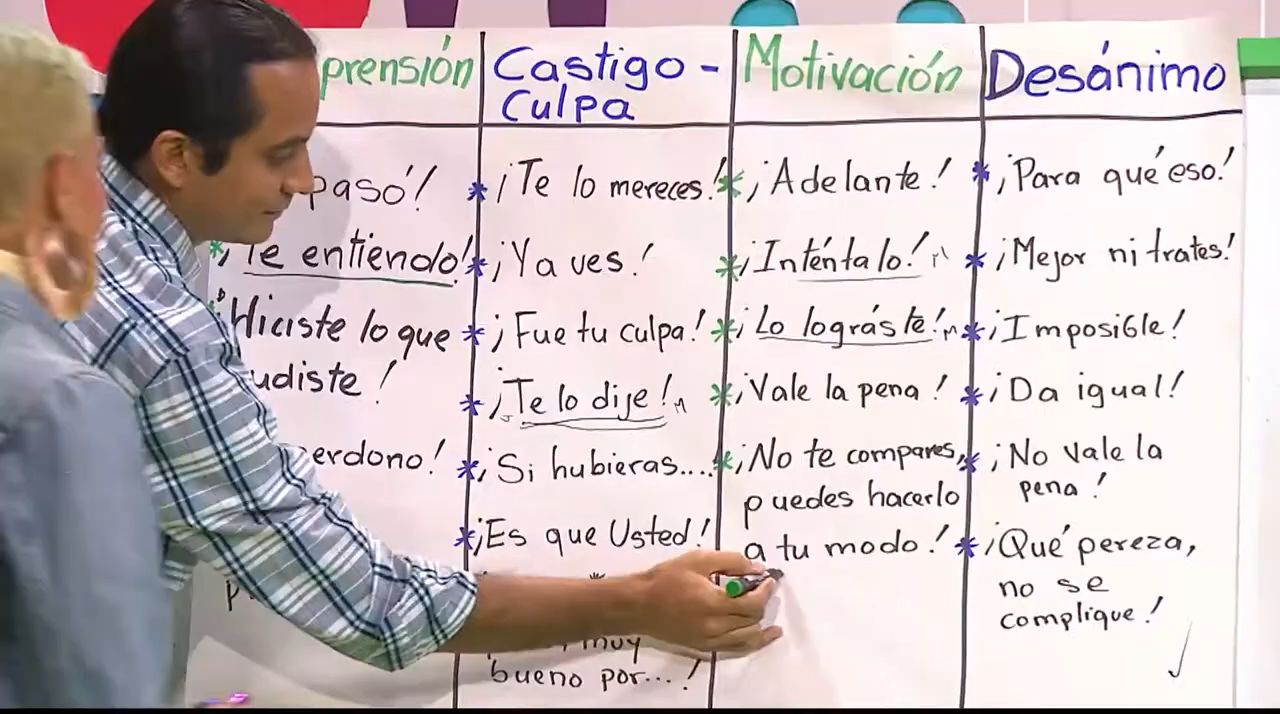 prensión
pasó!
¡Te entiendo!
Hiciste lo que
udiste!
erdono!
Castigo -
Culpa
* ¡Te lo mereces!
* ¡Ya ves!
* ¡Fue tu culpa!
* ¡Te lo dije!
* ¡Si hubieras....
* ¡Es que Usted!
muy
bueno por...!
Motivación
* ¡Adelante!
* ¡Inténtalo!
* ¡Lo lográste!
* ¡Vale la pena!
* ¡No te compares,
puedes hacerlo
a tu modo!
Desánimo
* ¡Para qué eso!
* ¡Mejor ni trates!
* ¡Imposible!
* ¡Da igual!
* ¡No vale la
pena!
* ¡Qué pereza,
no se
complique!